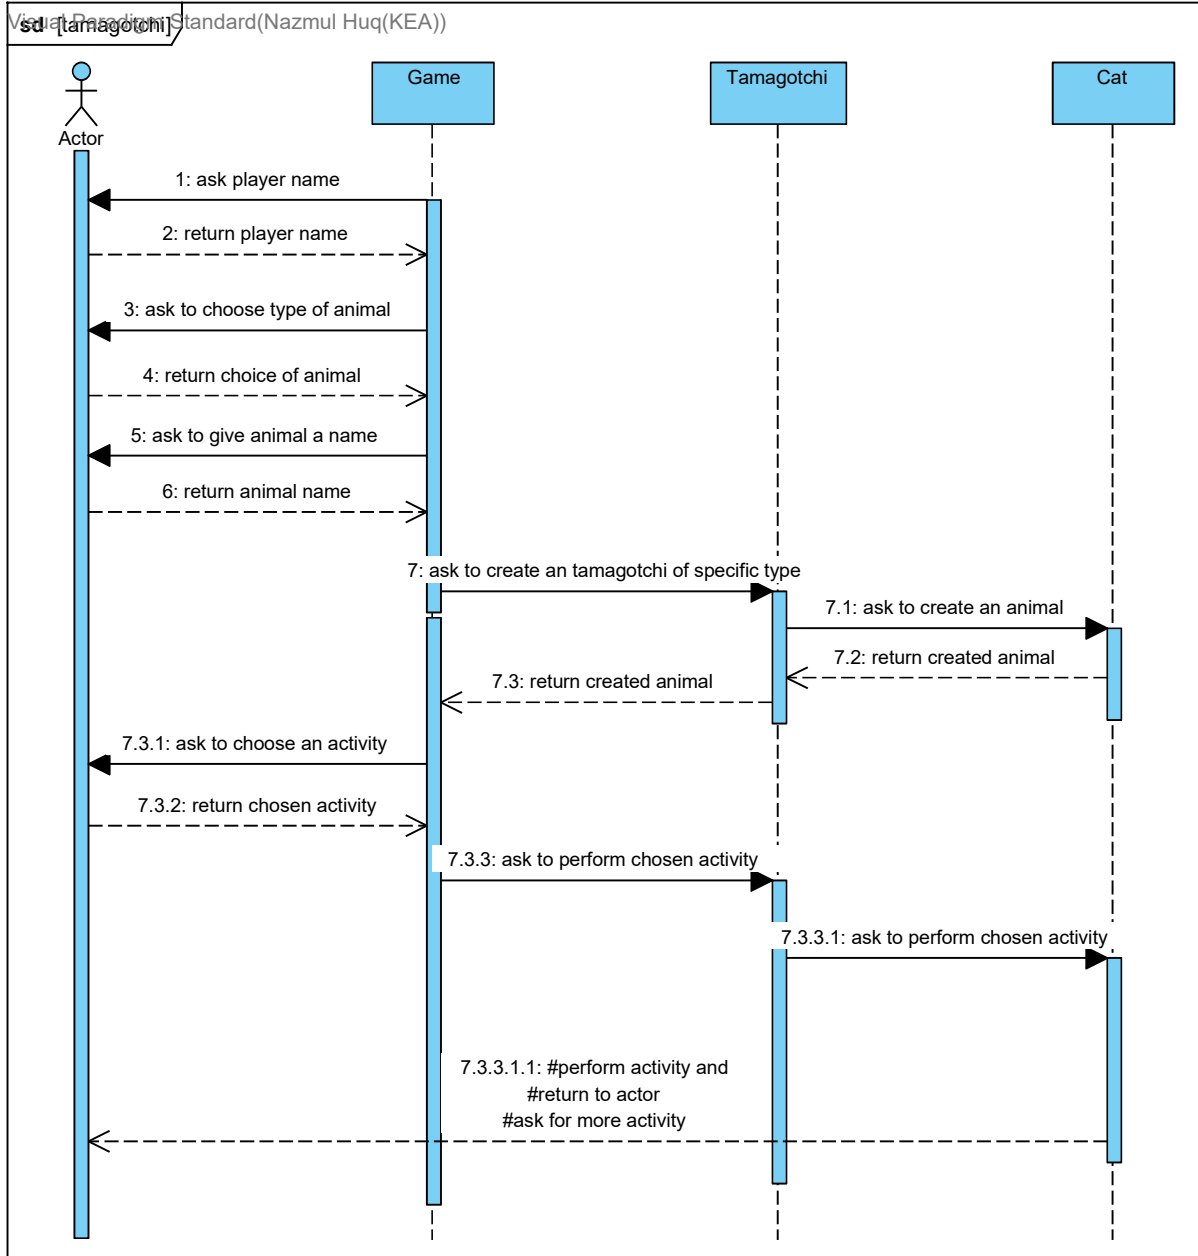 Visual Paradigm Standard(Nazmul Huq(KEA))
sd [tamagotchi]
Game
Tamagotchi
Cat
Actor
1: ask player name
2: return player name
3: ask to choose type of animal
4: return choice of animal
5: ask to give animal a name
6: return animal name
7: ask to create an tamagotchi of specific type
7.1: ask to create an animal
7.2: return created animal
7.3: return created animal
7.3.1: ask to choose an activity
7.3.2: return chosen activity
7.3.3: ask to perform chosen activity
7.3.3.1: ask to perform chosen activity
7.3.3.1.1: #perform activity and
#return to actor
#ask for more activity